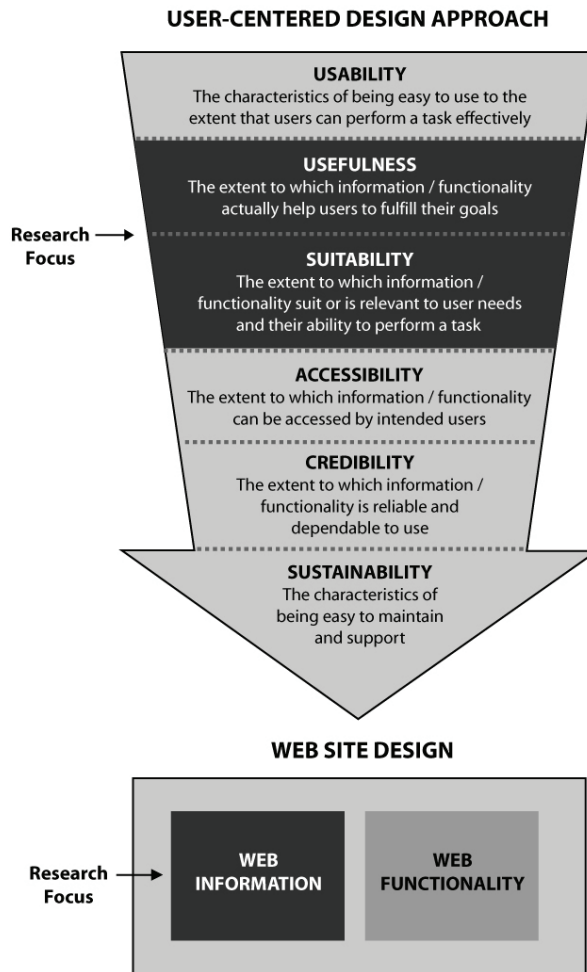 USER-CENTERED DESIGN APPROACH
USABILITY
The characteristics of being easy to use to the
extent that users can perform a task effectively
USEFULNESS
The extent to which information / functionality
actually help users to fulfill their goals
Research
Focus
SUITABILITY
The extent to which information /
functionality suit or is relevant to user needs
and their ability to perform a task
ACCESSIBILITY
The extent to which information / functionality
can be accessed by intended users
CREDIBILITY
The extent to which information /
functionality is reliable and
dependable to use
SUSTAINABILITY
The characteristics of
being easy to maintain
and support
WEB SITE DESIGN
Research
Focus
WEB
INFORMATION
WEB
FUNCTIONALITY